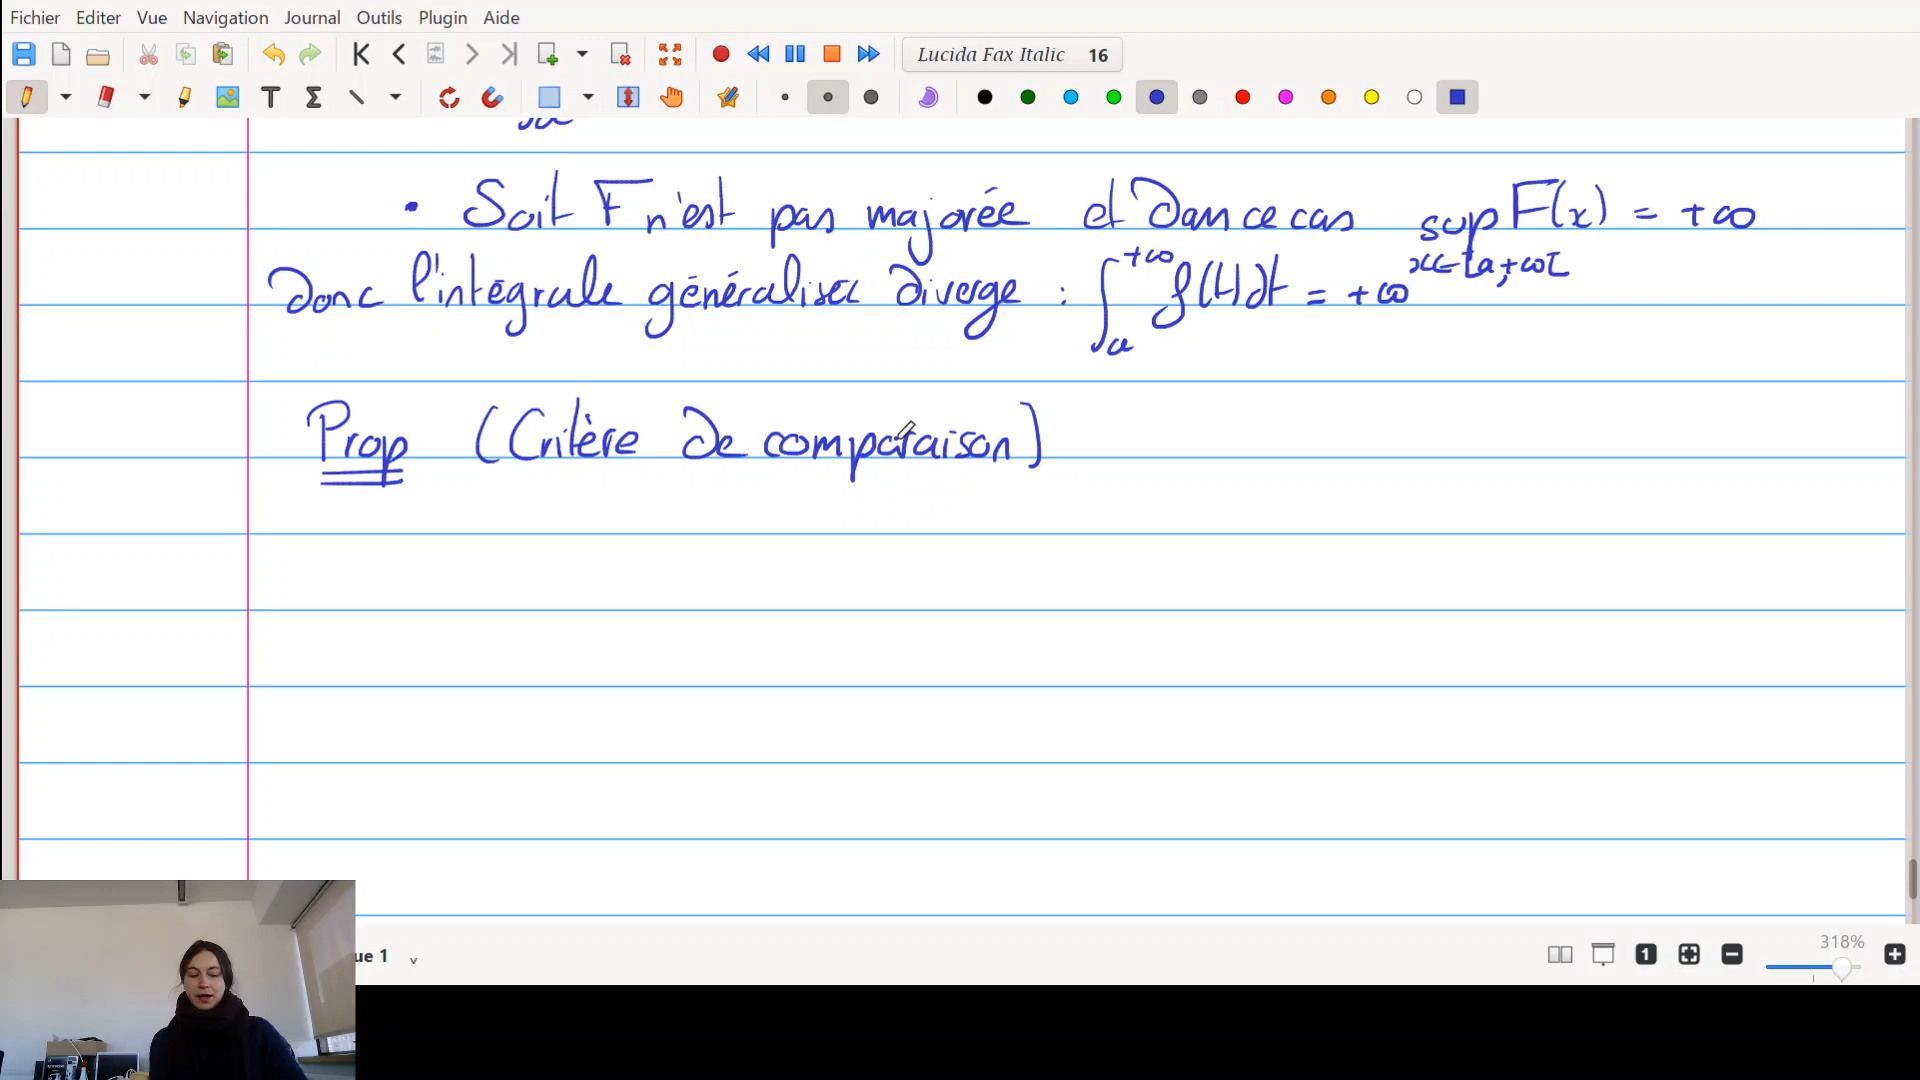 Fichier Editer Vue Navigation Journal Outils Plugin Aide
Lucida Fax Italic 16
• Soit F n'est pas majorée et dans ce cas sup F(x) = +∞
x∈[a,+∞[
Donc l'intégrale généralisée diverge : ∫_a^{+∞} f(t)dt = +∞
Prop (Critère de comparaison)
ue 1
318%